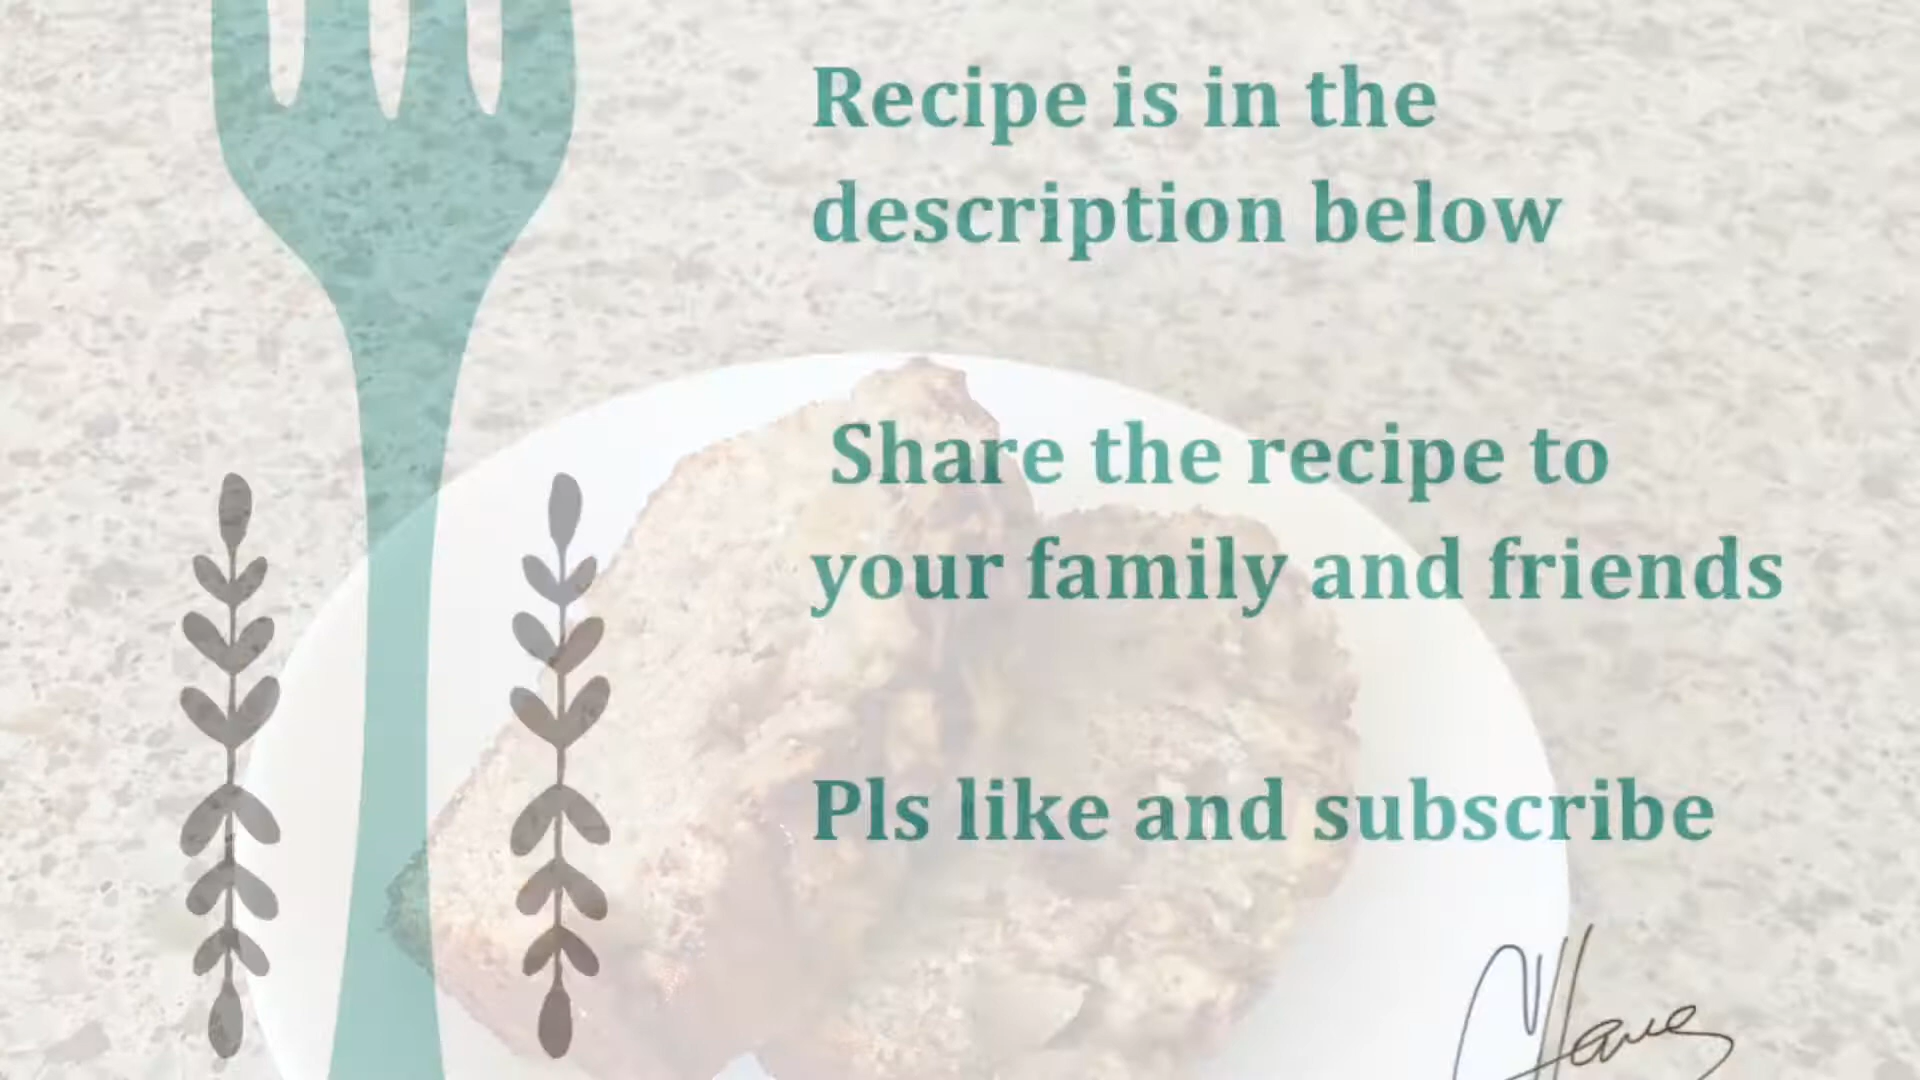 Recipe is in the
description below
Share the recipe to
your family and friends
Pls like and subscribe